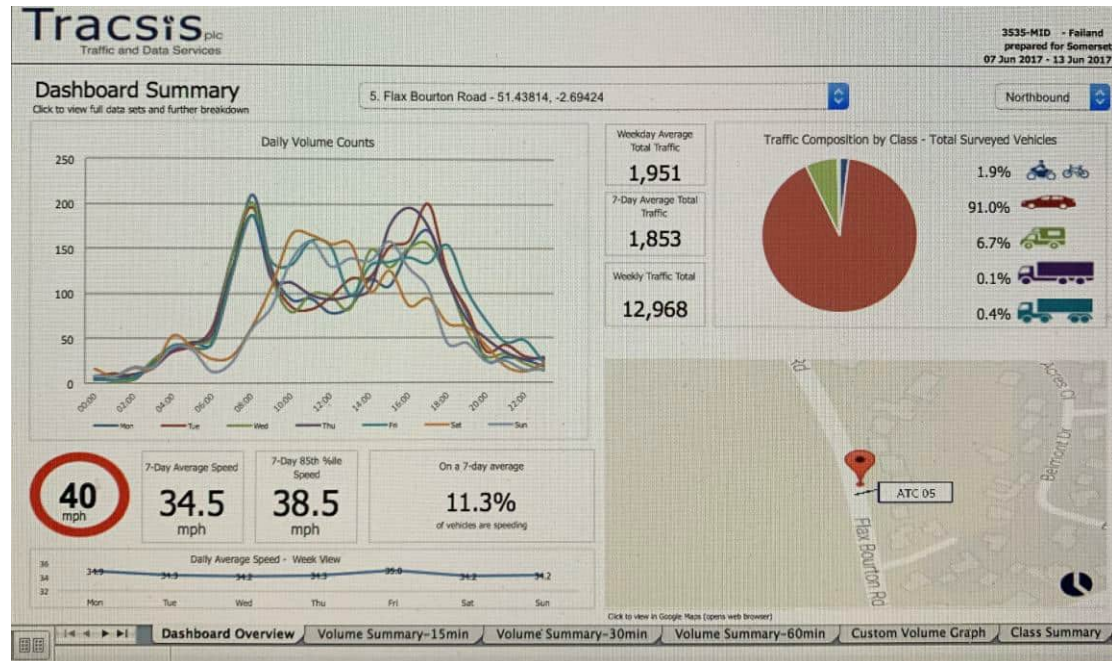 Tracsis plc
Traffic and Data Services
3535-MID - Failand
prepared for Somerset
07 Jun 2017 - 13 Jun 2017
Dashboard Summary
Click to view full data sets and further breakdown
5. Flax Bourton Road - 51.43814, -2.69424
Northbound
Daily Volume Counts
250
200
150
100
50
0
00:00 02:00 04:00 06:00 08:00 10:00 12:00 14:00 16:00 18:00 20:00 22:00
Mon Tue Wed Thu Fri Sat Sun
Weekday Average
Total Traffic
1,951
7-Day Average Total
Traffic
1,853
Weekly Traffic Total
12,968
Traffic Composition by Class - Total Surveyed Vehicles
1.9%
91.0%
6.7%
0.1%
0.4%
40
mph
7-Day Average Speed
34.5
mph
7-Day 85th %ile
Speed
38.5
mph
On a 7-day average
11.3%
of vehicles are speeding
Daily Average Speed - Week View
36
34
32
34.9 34.3 34.2 34.3 35.0 34.2 34.2
Mon Tue Wed Thu Fri Sat Sun
Rd
Acres Cl
Belmont Dr
ATC 05
Flax Bourton Rd
Click to view in Google Maps (opens web browser)
Dashboard Overview Volume Summary-15min Volume Summary-30min Volume Summary-60min Custom Volume Graph Class Summary